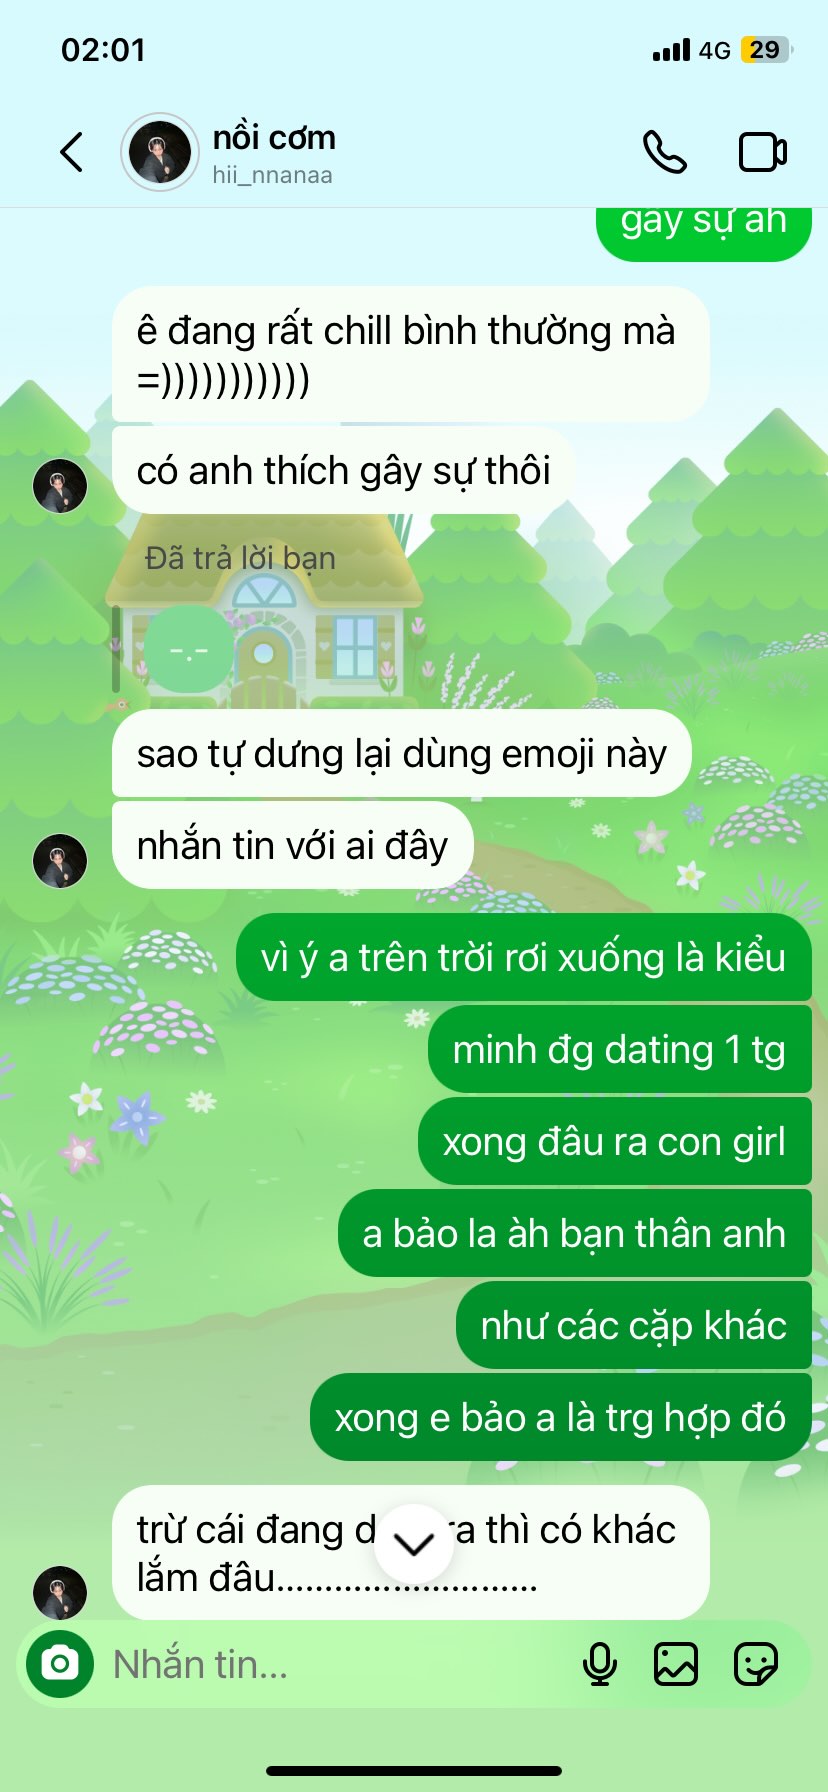 02:01
4G 29
nồi cơm
hii_nnanaa
gây sự ah
ê đang rất chill bình thường mà
=)))))))))))
có anh thích gây sự thôi
Đã trả lời bạn
-.-
sao tự dưng lại dùng emoji này
nhắn tin với ai đây
vì ý a trên trời rơi xuống là kiểu
minh đg dating 1 tg
xong đâu ra con girl
a bảo la àh bạn thân anh
như các cặp khác
xong e bảo a là trg hợp đó
trừ cái đang ra thì có khác
lắm đâu...........................
Nhắn tin...